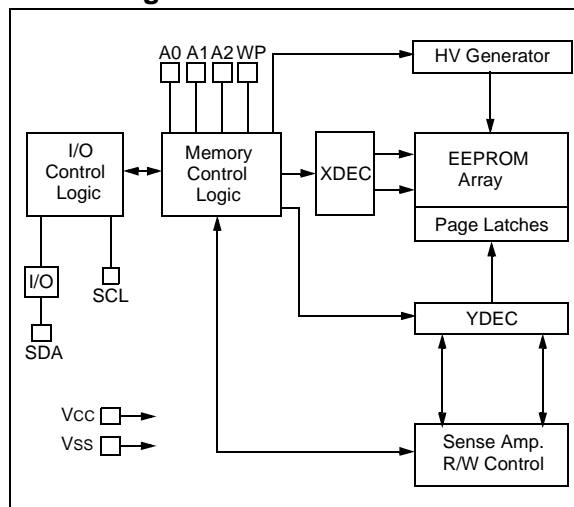 A0 A1 A2 WP
HV Generator
I/O
Control
Logic
Memory
Control
Logic
XDEC
EEPROM
Array
Page Latches
I/O
SCL
SDA
YDEC
VCC
VSS
Sense Amp.
R/W Control